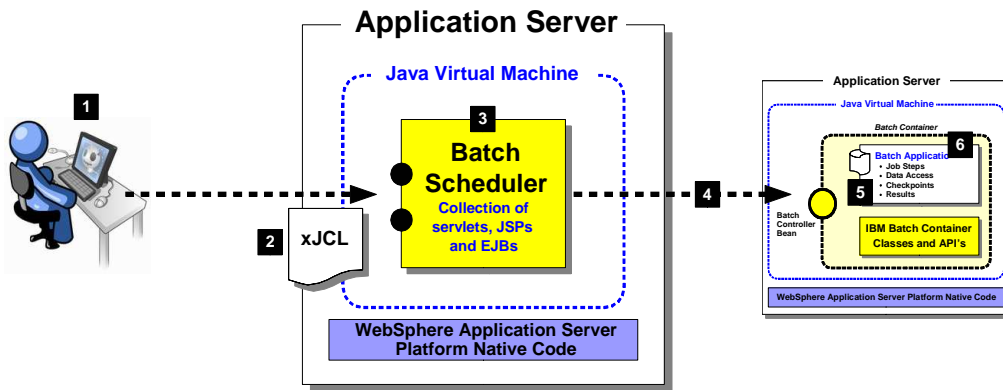 Application Server
Java Virtual Machine
1
3
Batch
Scheduler
Collection of
servlets, JSPs
and EJBs
2
xJCL
WebSphere Application Server
Platform Native Code
4
Application Server
Java Virtual Machine
Batch Container
6
Batch Applicatio
• Job Steps
• Data Access
• Checkpoints
• Results
5
Batch
Controller
Bean
IBM Batch Container
Classes and API's
WebSphere Application Server Platform Native Code